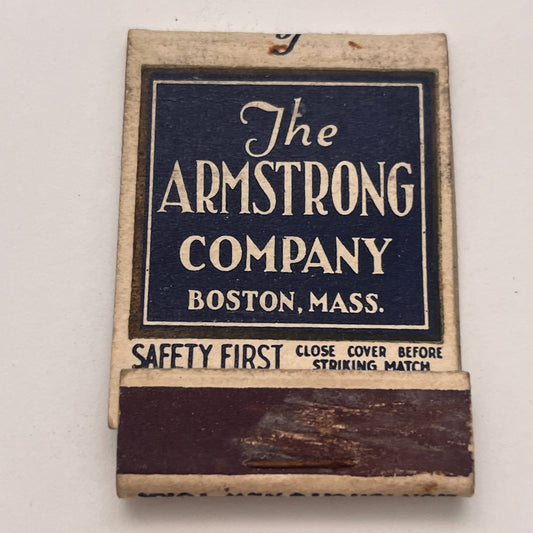 The
ARMSTRONG
COMPANY
BOSTON, MASS.
SAFETY FIRST CLOSE COVER BEFORE
STRIKING MATCH